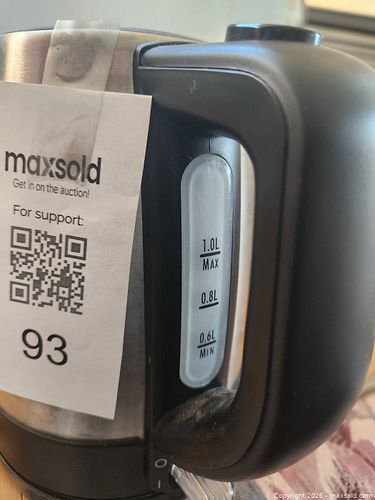 maxsold
Get in on the auction!
For support:
93
1.0L
MAX
0.8L
0.6L
MIN
O
I
Copyright 2026 - maxsold.com